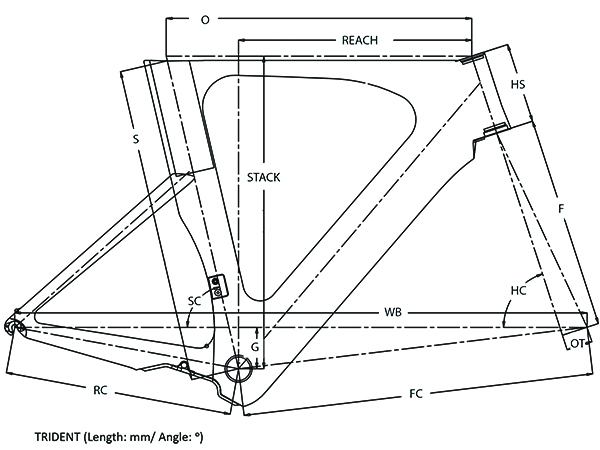 O
REACH
HS
S
STACK
F
HC
SC
WB
G
OT
RC
FC
TRIDENT (Length: mm/ Angle: °)